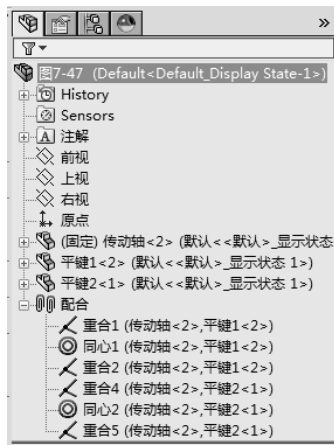 »
图7-47 (Default<Default_Display State-1>)
History
Sensors
A 注解
前视
上视
右视
原点
(固定) 传动轴<2> (默认<<默认>_显示状态
平键1<2> (默认<<默认>_显示状态 1>)
平键2<1> (默认<<默认>_显示状态 1>)
配合
重合1 (传动轴<2>,平键1<2>)
同心1 (传动轴<2>,平键1<2>)
重合2 (传动轴<2>,平键1<2>)
重合4 (传动轴<2>,平键2<1>)
同心2 (传动轴<2>,平键2<1>)
重合5 (传动轴<2>,平键2<1>)